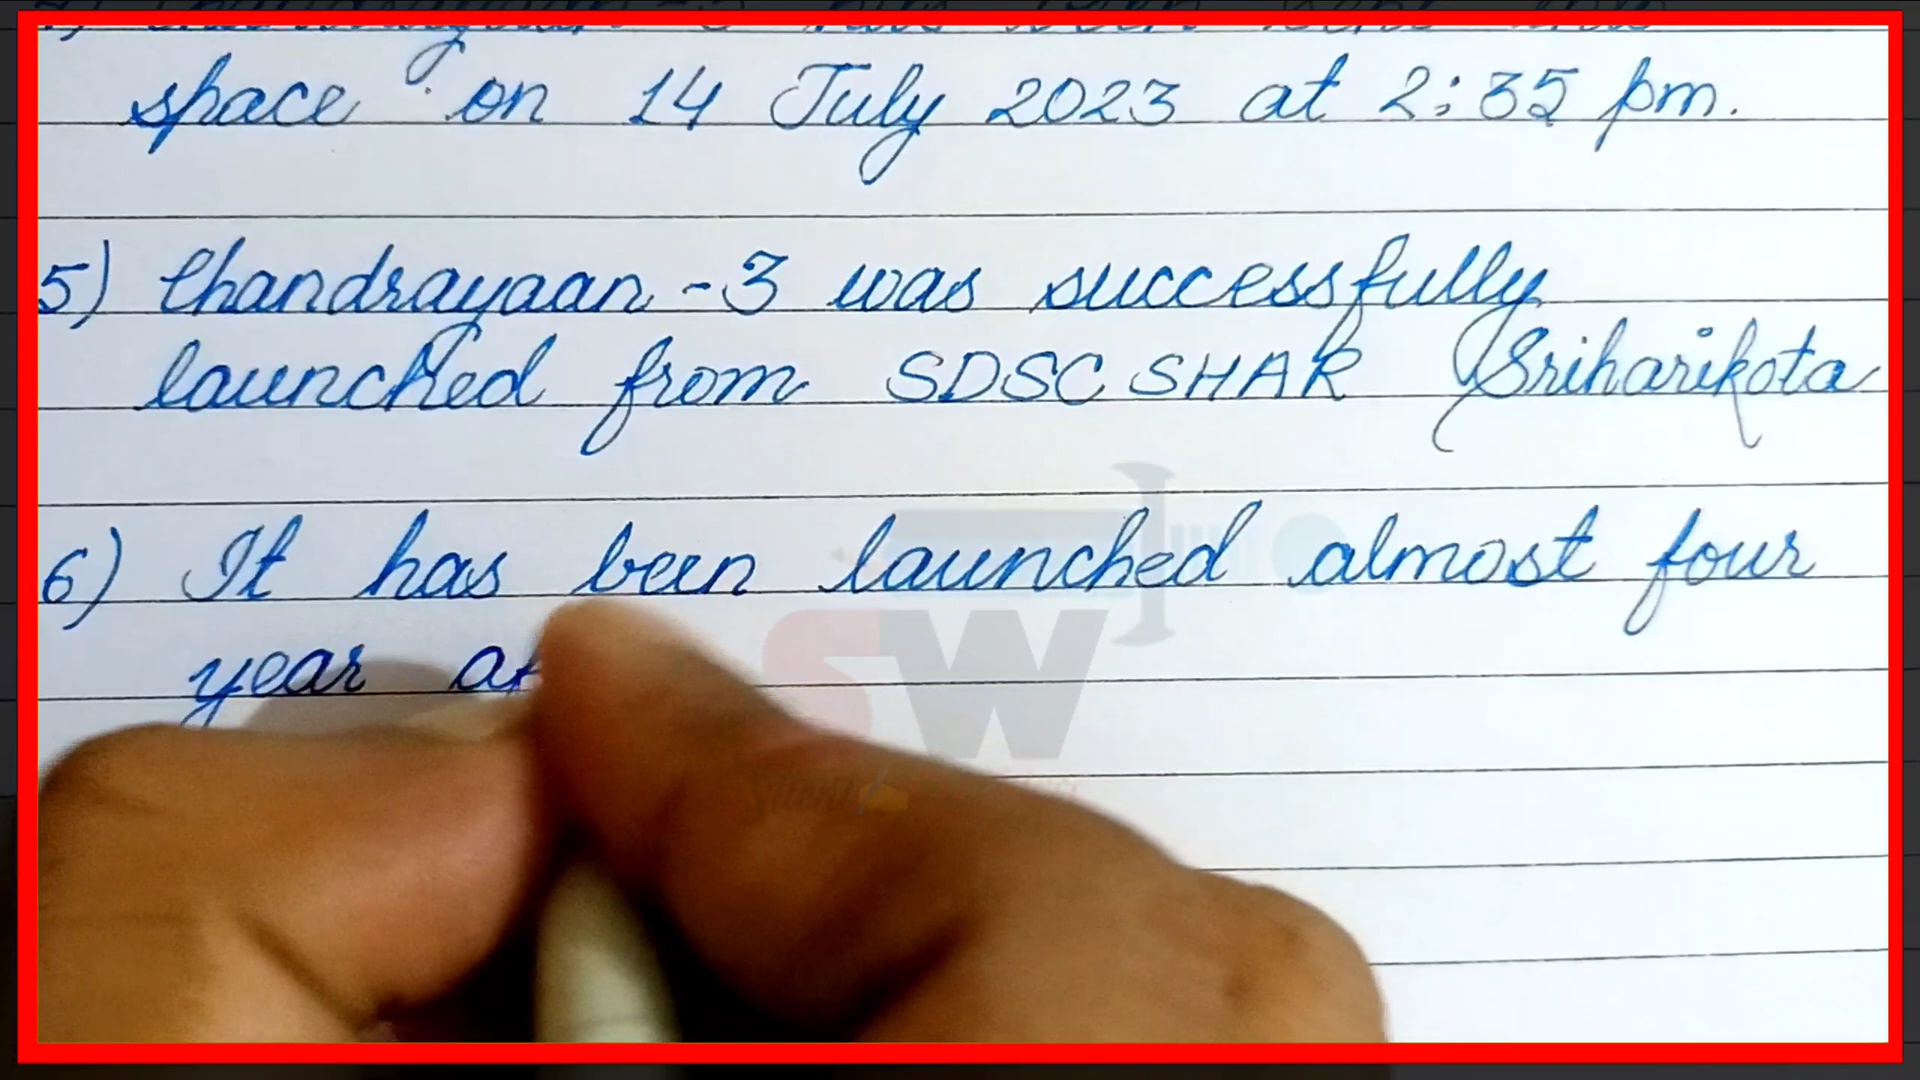 space on 14 July 2023 at 2:35 pm.
5) Chandrayaan-3 was successfully
launched from SDSC SHAR (Sriharikota
6) It has been launched almost four
year
SW